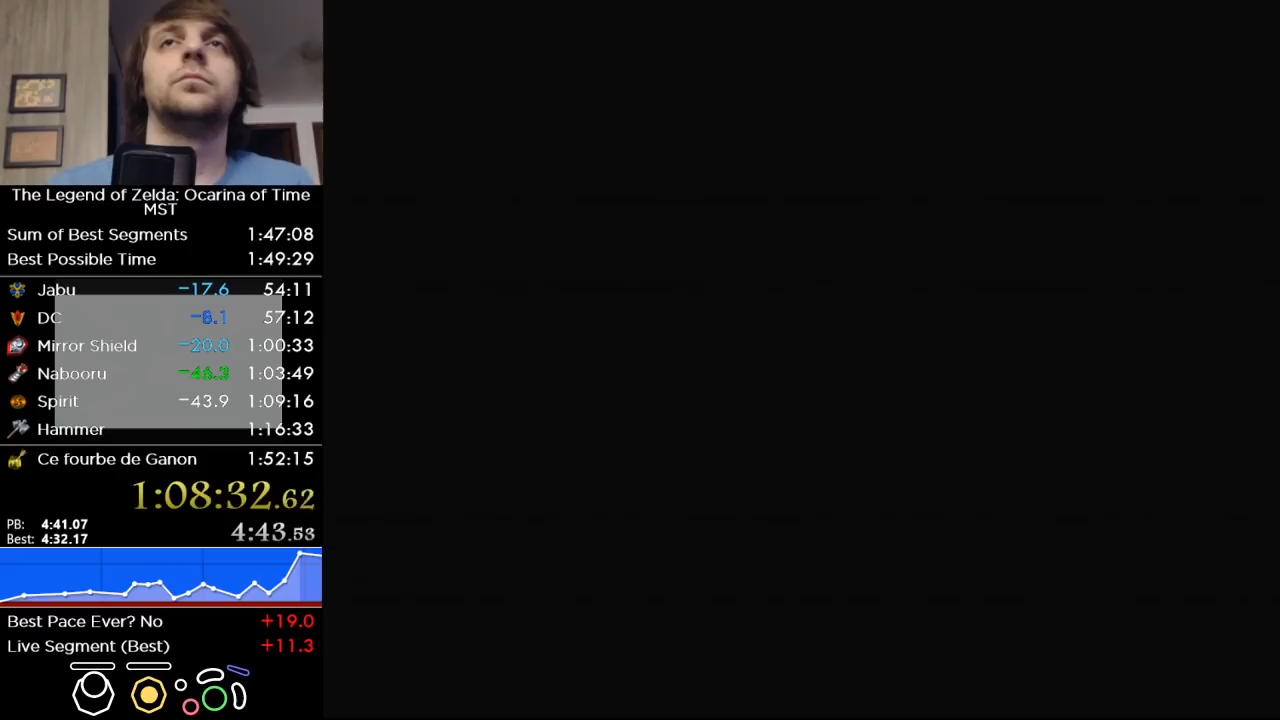 The Legend of Zelda: Ocarina of Time
MST
Sum of Best Segments 1:47:08
Best Possible Time 1:49:29
Jabu −17.6 54:11
DC −8.1 57:12
Mirror Shield −20.0 1:00:33
Nabooru −46.3 1:03:49
Spirit −43.9 1:09:16
Hammer 1:16:33
Ce fourbe de Ganon 1:52:15
1:08:32.62
PB: 4:41.07
Best: 4:32.17
4:43.53
Best Pace Ever? No +19.0
Live Segment (Best) +11.3